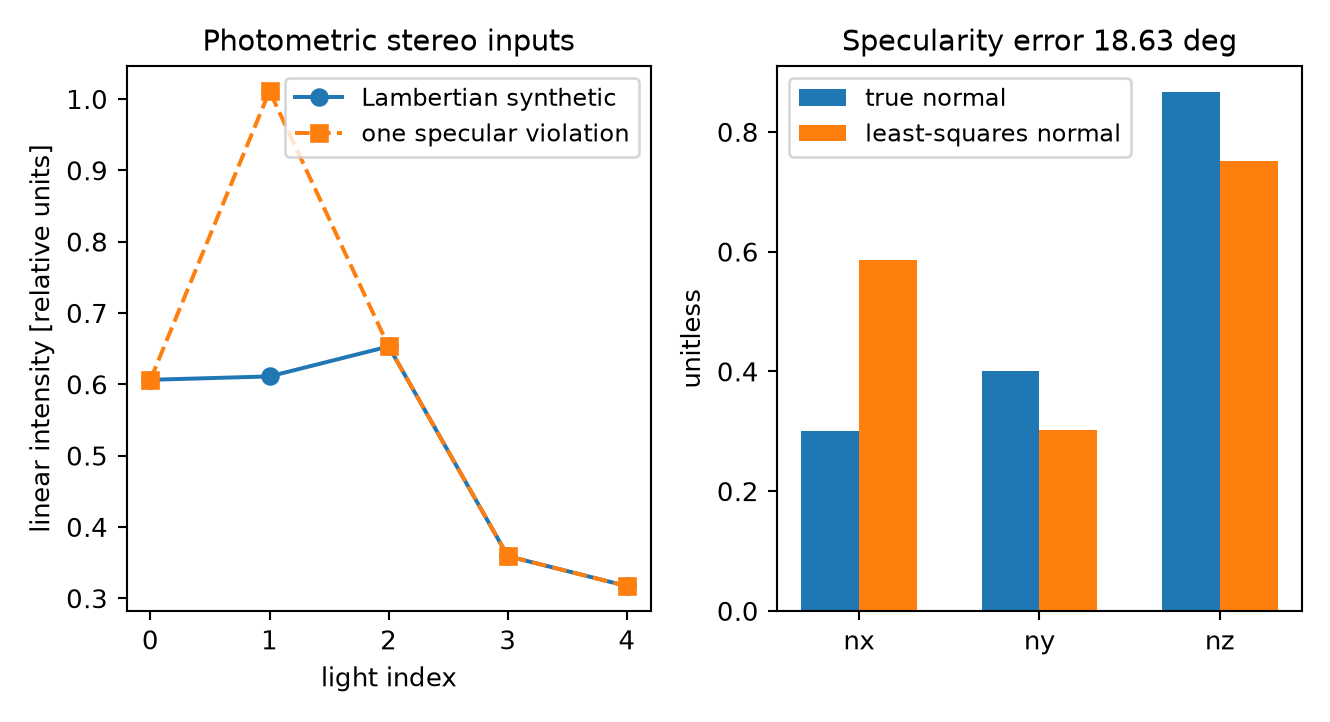 Photometric stereo inputs
linear intensity [relative units]
1.0
0.9
0.8
0.7
0.6
0.5
0.4
0.3
Lambertian synthetic
one specular violation
0 1 2 3 4
light index
Specularity error 18.63 deg
unitless
0.8
0.6
0.4
0.2
0.0
true normal
least-squares normal
nx ny nz